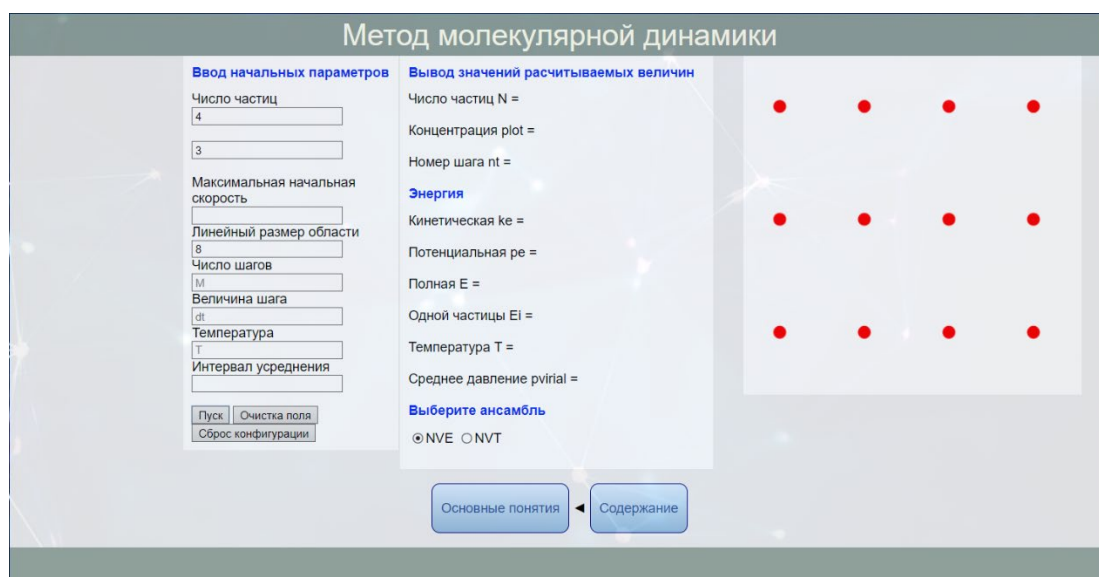 Метод молекулярной динамики
Ввод начальных параметров
Число частиц
4
3
Максимальная начальная
скорость
Линейный размер области
8
Число шагов
M
Величина шага
dt
Температура
T
Интервал усреднения
Пуск
Очистка поля
Сброс конфигурации
Вывод значений расчитываемых величин
Число частиц N =
Концентрация plot =
Номер шага nt =
Энергия
Кинетическая ke =
Потенциальная pe =
Полная E =
Одной частицы Ei =
Температура T =
Среднее давление pvirial =
Выберите ансамбль
NVE NVT
Основные понятия ◄ Содержание